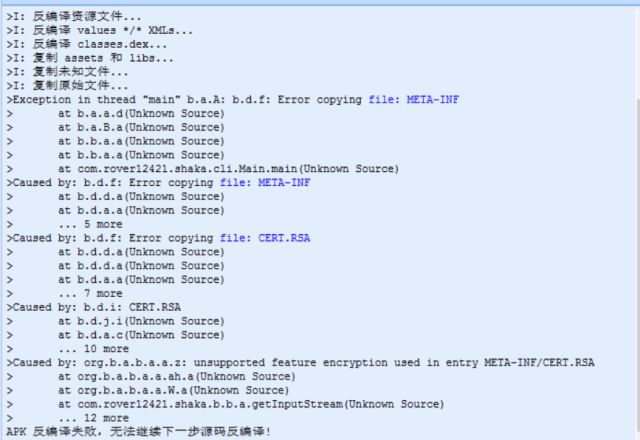 >I: 反编译资源文件...
>I: 反编译 values */* XMLs...
>I: 反编译 classes.dex...
>I: 复制 assets 和 libs...
>I: 复制未知文件...
>I: 复制原始文件...
>Exception in thread "main" b.a.A: b.d.f: Error copying file: META-INF
>       at b.a.a.d(Unknown Source)
>       at b.a.B.a(Unknown Source)
>       at b.b.a.a(Unknown Source)
>       at b.b.a.a(Unknown Source)
>       at com.rover12421.shaka.cli.Main.main(Unknown Source)
>Caused by: b.d.f: Error copying file: META-INF
>       at b.d.d.a(Unknown Source)
>       at b.d.a.a(Unknown Source)
>       ... 5 more
>Caused by: b.d.f: Error copying file: CERT.RSA
>       at b.d.d.a(Unknown Source)
>       at b.d.d.a(Unknown Source)
>       at b.d.a.a(Unknown Source)
>       ... 7 more
>Caused by: b.d.i: CERT.RSA
>       at b.d.j.i(Unknown Source)
>       at b.d.a.c(Unknown Source)
>       ... 10 more
>Caused by: org.b.a.b.a.a.z: unsupported feature encryption used in entry META-INF/CERT.RSA
>       at org.b.a.b.a.a.ah.a(Unknown Source)
>       at org.b.a.b.a.a.W.a(Unknown Source)
>       at com.rover12421.shaka.b.b.a.getInputStream(Unknown Source)
>       ... 12 more
APK 反编译失败，无法继续下一步源码反编译!